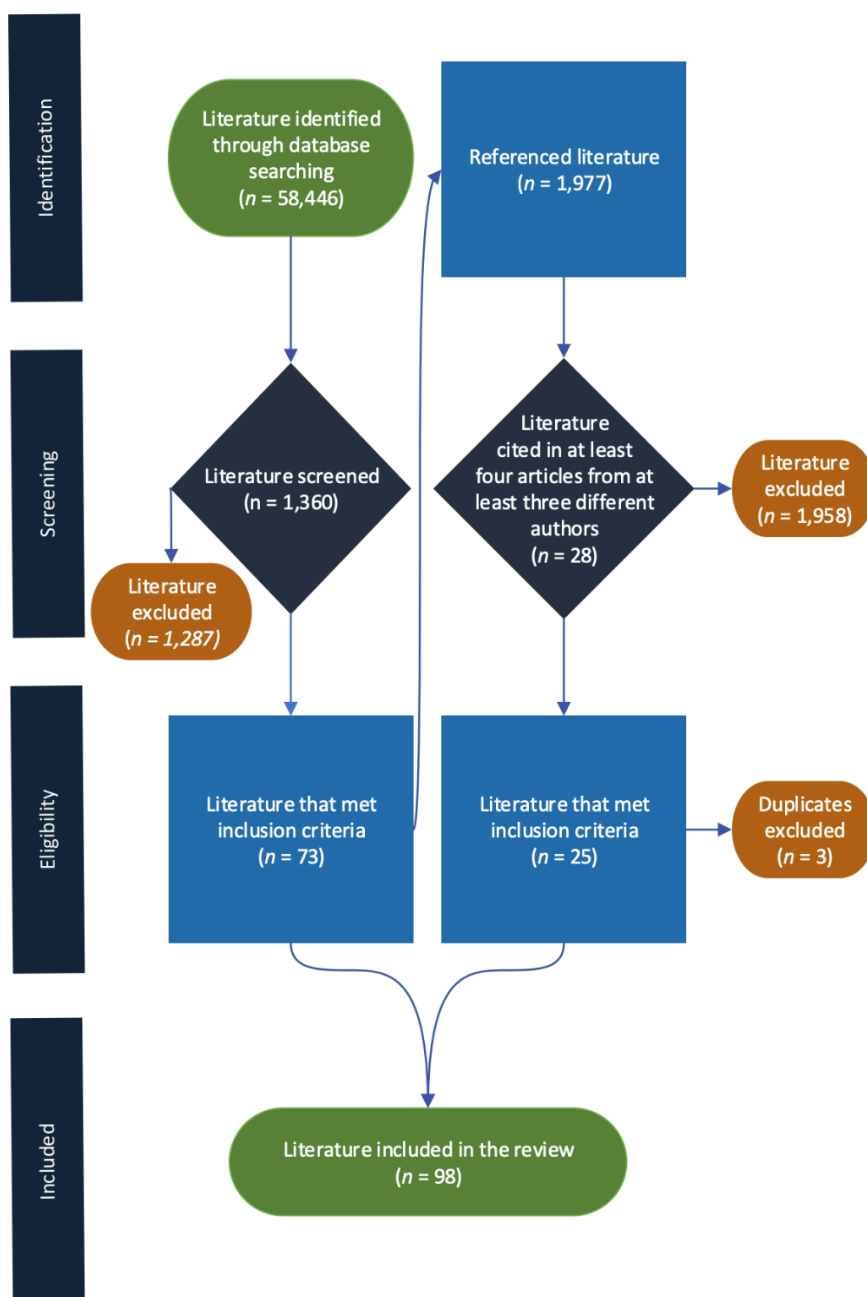 Identification
Literature identified
through database
searching
(n = 58,446)
Referenced literature
(n = 1,977)
Screening
Literature screened
(n = 1,360)
Literature
excluded
(n = 1,287)
Literature
cited in at least
four articles from at
least three different
authors
(n = 28)
Literature
excluded
(n = 1,958)
Eligibility
Literature that met
inclusion criteria
(n = 73)
Literature that met
inclusion criteria
(n = 25)
Duplicates
excluded
(n = 3)
Included
Literature included in the review
(n = 98)